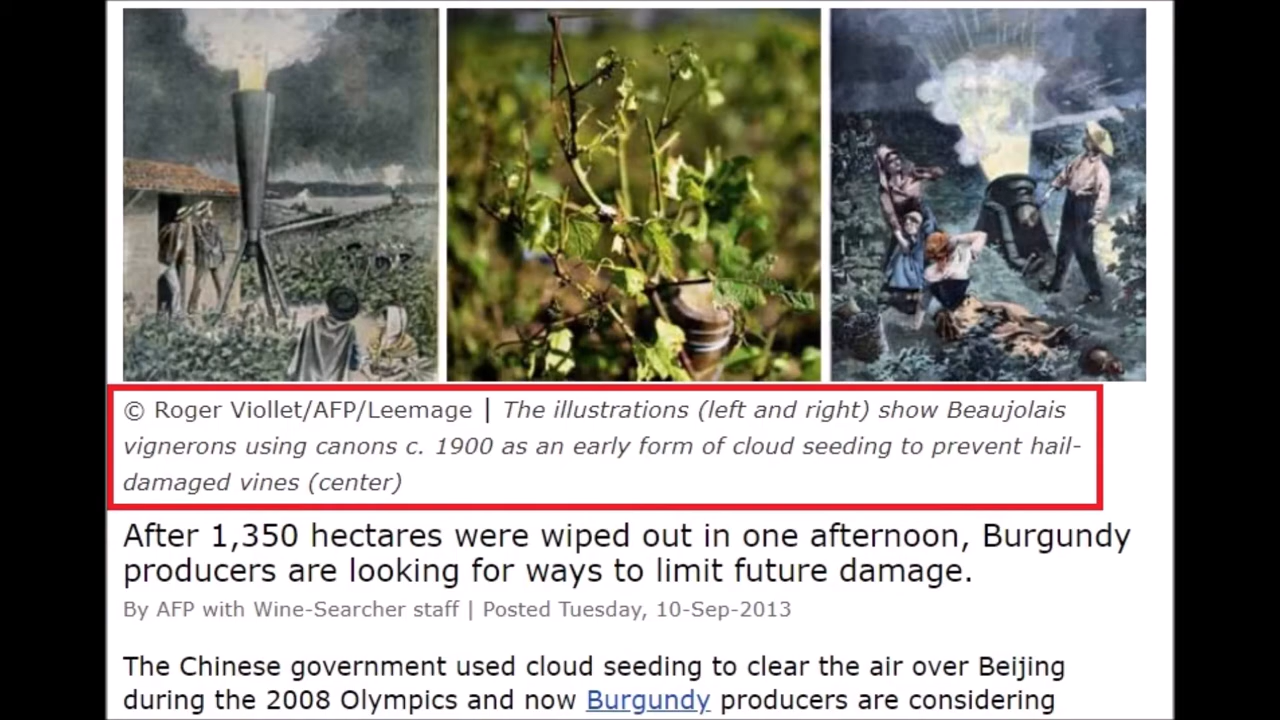 © Roger Viollet/AFP/Leemage | The illustrations (left and right) show Beaujolais
vignerons using canons c. 1900 as an early form of cloud seeding to prevent hail-
damaged vines (center)
After 1,350 hectares were wiped out in one afternoon, Burgundy
producers are looking for ways to limit future damage.
By AFP with Wine-Searcher staff | Posted Tuesday, 10-Sep-2013
The Chinese government used cloud seeding to clear the air over Beijing
during the 2008 Olympics and now Burgundy producers are considering